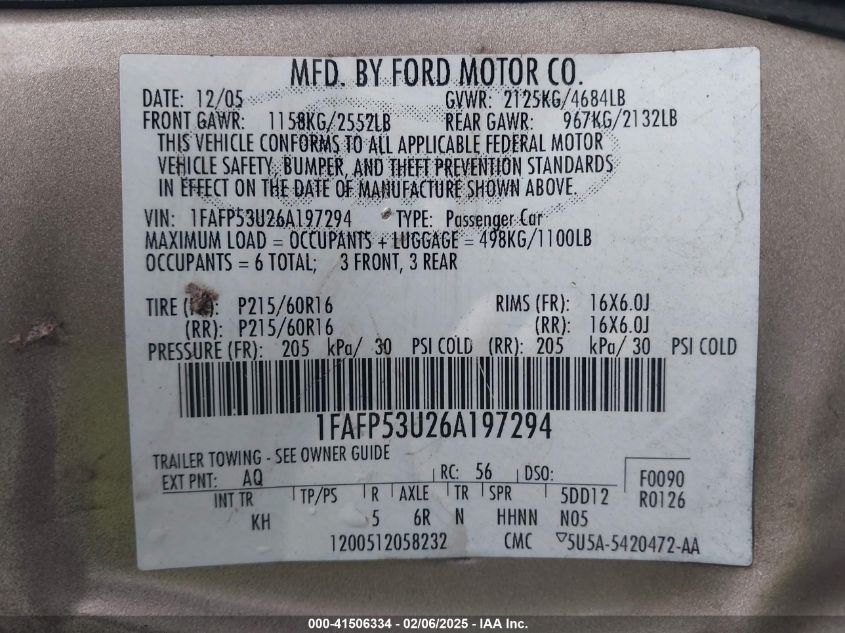 MFD. BY FORD MOTOR CO.
DATE: 12/05 GVWR: 2125KG/4684LB
FRONT GAWR: 1158KG/2552LB REAR GAWR: 967KG/2132LB
THIS VEHICLE CONFORMS TO ALL APPLICABLE FEDERAL MOTOR
VEHICLE SAFETY, BUMPER, AND THEFT PREVENTION STANDARDS
IN EFFECT ON THE DATE OF MANUFACTURE SHOWN ABOVE.
VIN: 1FAFP53U26A197294 TYPE: Passenger Car
MAXIMUM LOAD = OCCUPANTS + LUGGAGE = 498KG/1100LB
OCCUPANTS = 6 TOTAL; 3 FRONT, 3 REAR
TIRE P215/60R16 RIMS (FR): 16X6.0J
(RR): P215/60R16 (RR): 16X6.0J
PRESSURE (FR): 205 kPa/ 30 PSI COLD (RR): 205 kPa/ 30 PSI COLD
1FAFP53U26A197294
TRAILER TOWING - SEE OWNER GUIDE
EXT PNT: AQ RC: 56 DSO: F0090
INT TR TP/PS R AXLE TR SPR 5DD12 R0126
KH 5 6R N HHNN N05
1200512058232 CMC ▽5U5A-5420472-AA
000-41506334 - 02/06/2025 - IAA Inc.